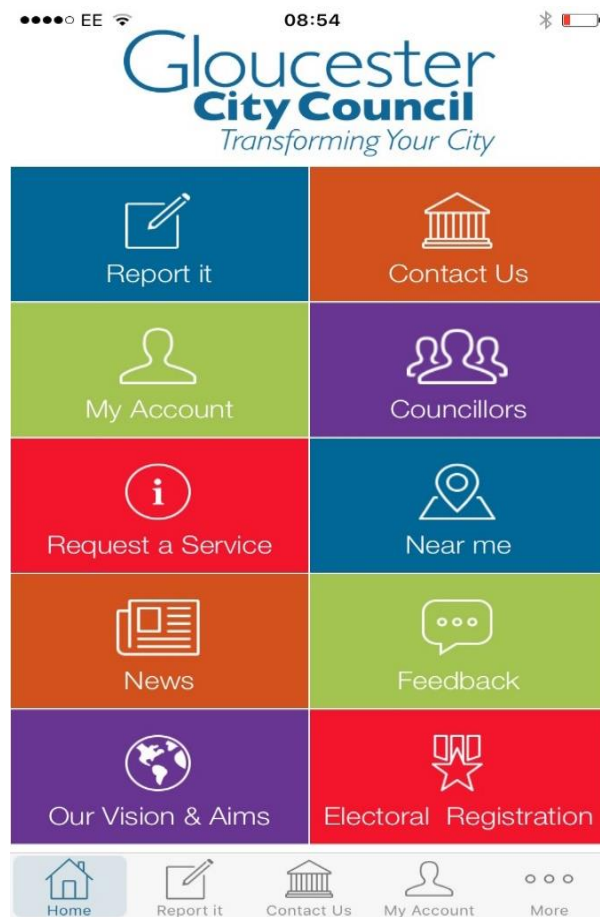 EE 08:54
Gloucester
City Council
Transforming Your City
Report it
Contact Us
My Account
Councillors
Request a Service
Near me
News
Feedback
Our Vision & Aims
Electoral Registration
Home Report it Contact Us My Account More